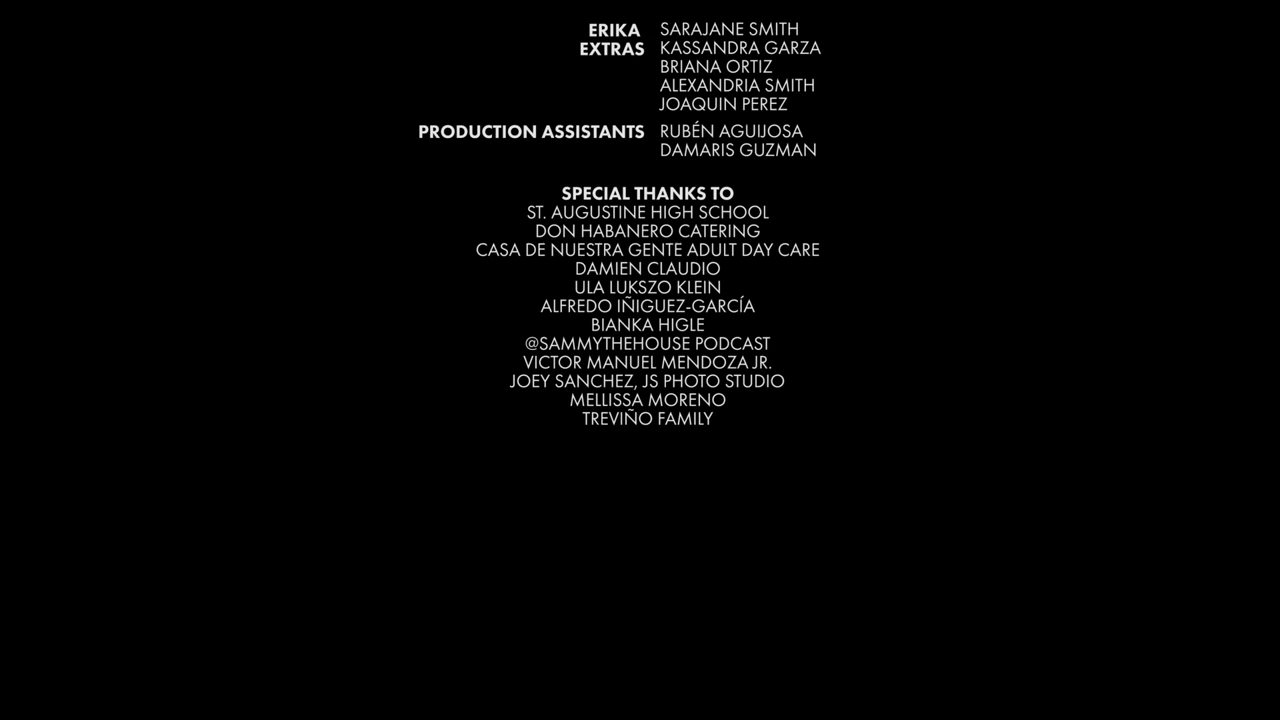 ERIKA SARAJANE SMITH
EXTRAS KASSANDRA GARZA
BRIANA ORTIZ
ALEXANDRIA SMITH
JOAQUIN PEREZ
PRODUCTION ASSISTANTS RUBÉN AGUIJOSA
DAMARIS GUZMAN
SPECIAL THANKS TO
ST. AUGUSTINE HIGH SCHOOL
DON HABANERO CATERING
CASA DE NUESTRA GENTE ADULT DAY CARE
DAMIEN CLAUDIO
ULA LUKSZO KLEIN
ALFREDO IÑIGUEZ-GARCÍA
BIANKA HIGLE
@SAMMYTHEHOUSE PODCAST
VICTOR MANUEL MENDOZA JR.
JOEY SANCHEZ, JS PHOTO STUDIO
MELLISSA MORENO
TREVIÑO FAMILY